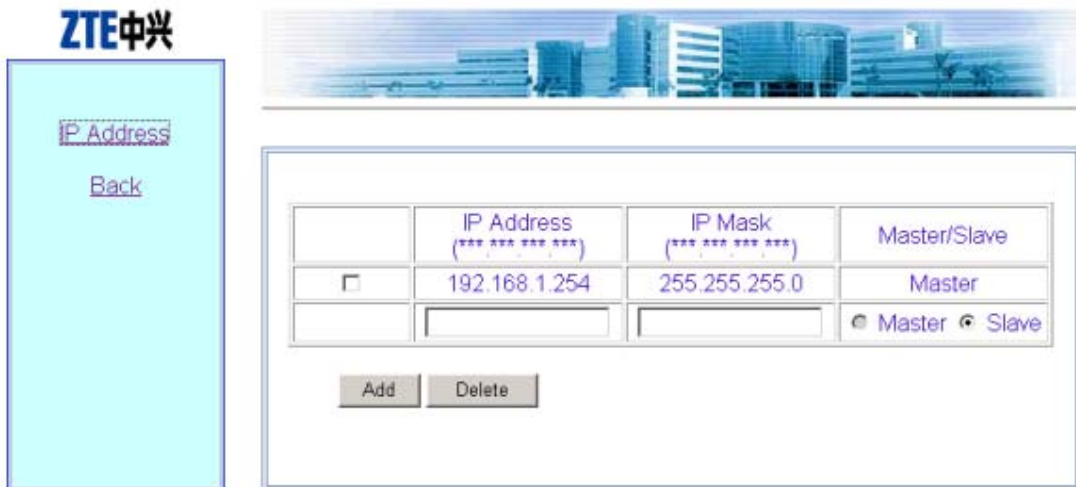 ZTE中兴
IP Address
Back
IP Address
(***.***.***.***)
IP Mask
(***.***.***.***)
Master/Slave
192.168.1.254
255.255.255.0
Master
Master
Slave
Add
Delete